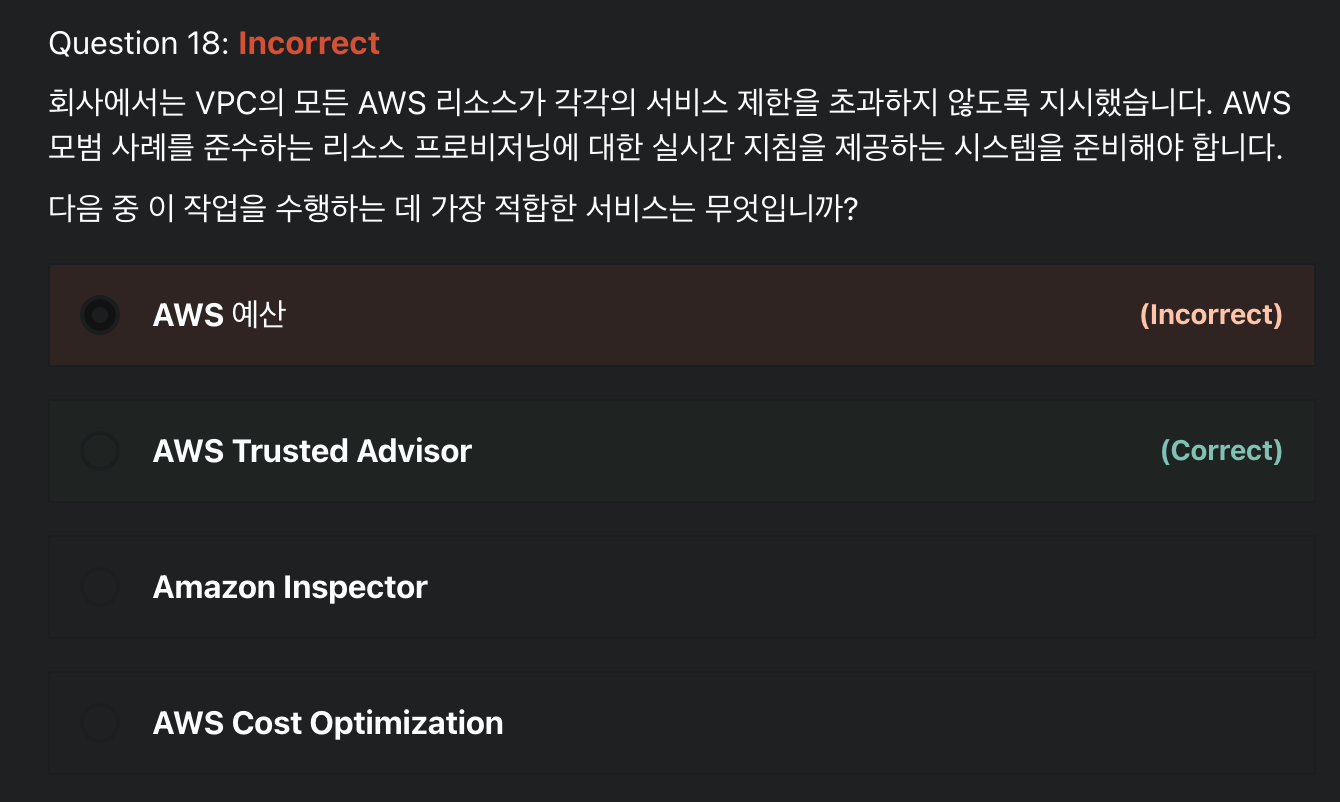 Question 18: Incorrect
회사에서는 VPC의 모든 AWS 리소스가 각각의 서비스 제한을 초과하지 않도록 지시했습니다. AWS
모범 사례를 준수하는 리소스 프로비저닝에 대한 실시간 지침을 제공하는 시스템을 준비해야 합니다.
다음 중 이 작업을 수행하는 데 가장 적합한 서비스는 무엇입니까?
AWS 예산 (Incorrect)
AWS Trusted Advisor (Correct)
Amazon Inspector
AWS Cost Optimization